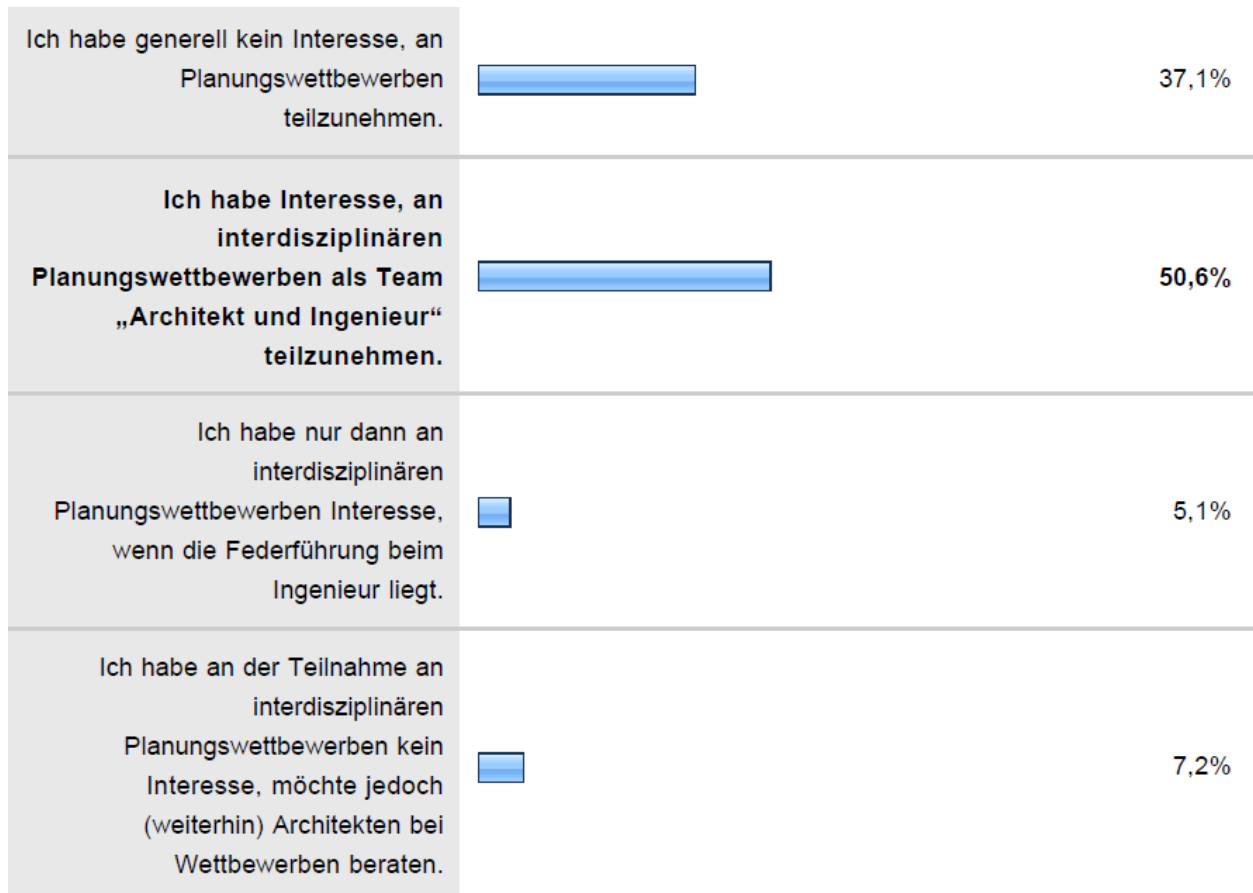 Ich habe generell kein Interesse, an
Planungswettbewerben
teilzunehmen.
37,1%
Ich habe Interesse, an
interdisziplinären
Planungswettbewerben als Team
„Architekt und Ingenieur“
teilzunehmen.
50,6%
Ich habe nur dann an
interdisziplinären
Planungswettbewerben Interesse,
wenn die Federführung beim
Ingenieur liegt.
5,1%
Ich habe an der Teilnahme an
interdisziplinären
Planungswettbewerben kein
Interesse, möchte jedoch
(weiterhin) Architekten bei
Wettbewerben beraten.
7,2%